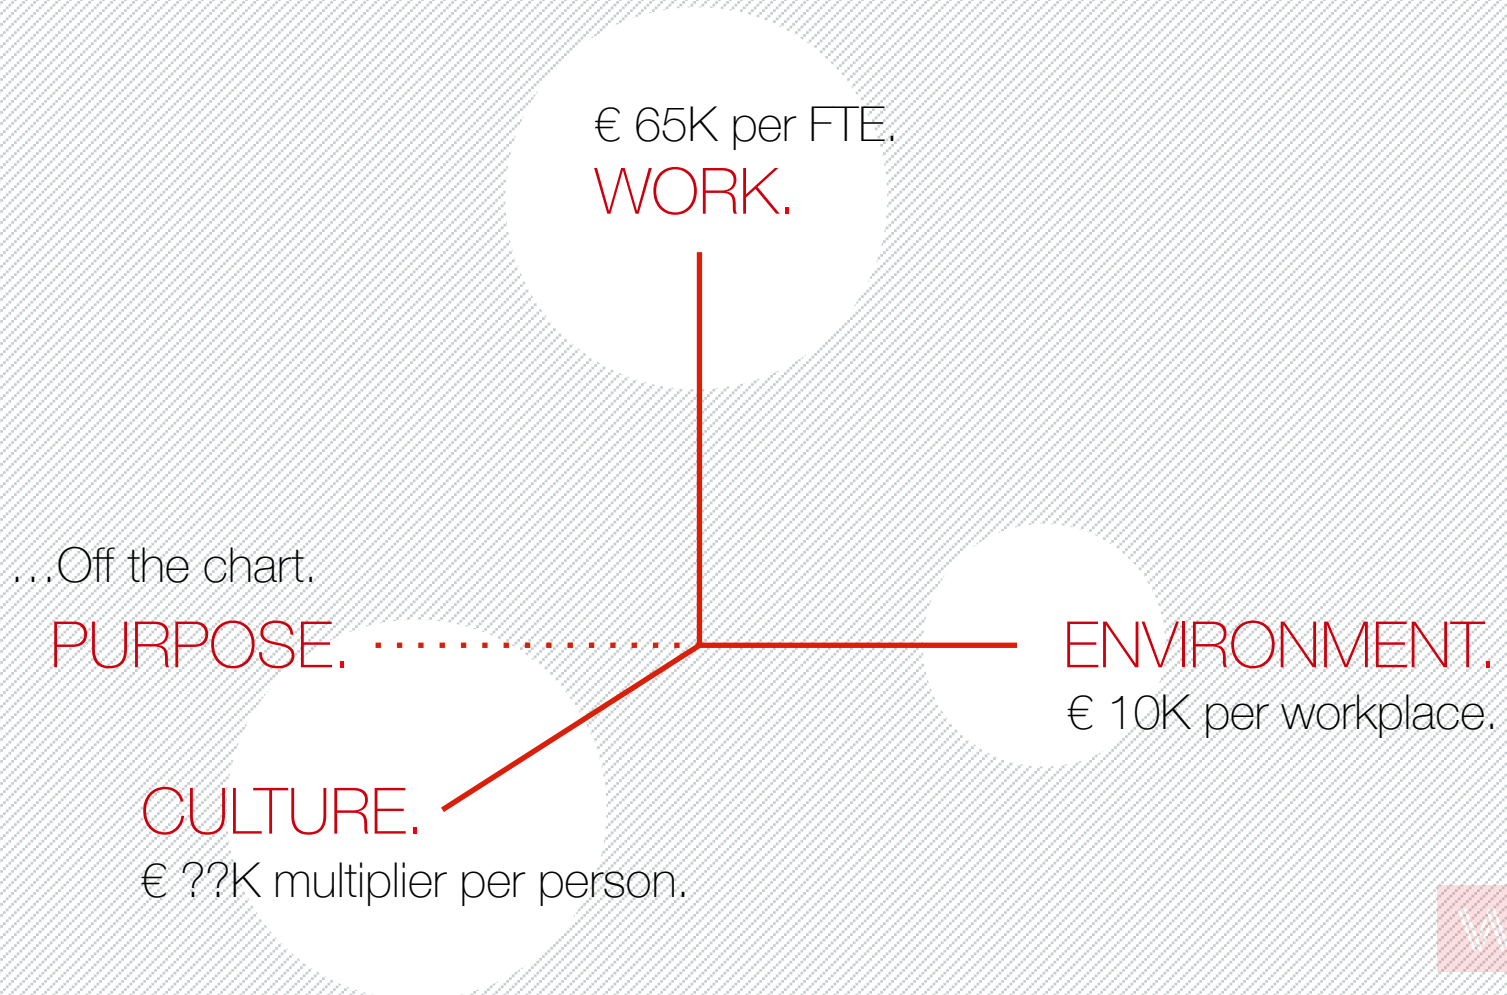 € 65K per FTE.
WORK.
…Off the chart.
PURPOSE.
ENVIRONMENT.
€ 10K per workplace.
CULTURE.
€ ??K multiplier per person.
W